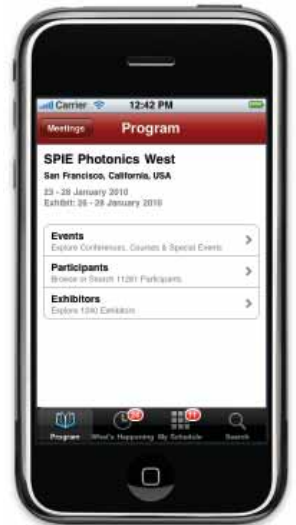 Carrier 12:42 PM
Meetings Program
SPIE Photonics West
San Francisco, California, USA
23 - 28 January 2010
Exhibit: 26 - 28 January 2010
Events
Explore Conferences, Courses & Special Events
Participants
Browse or Search 11261 Participants
Exhibitors
Explore 1040 Exhibitors
Program What's Happening My Schedule Search